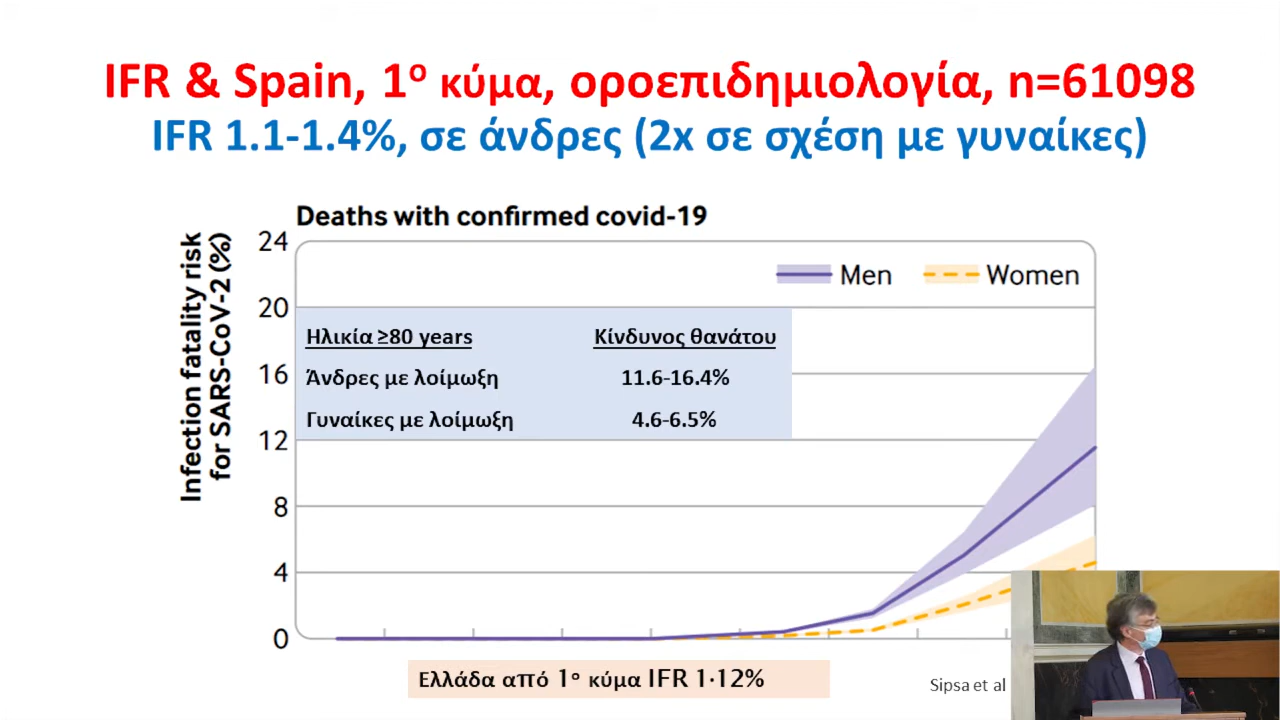 IFR & Spain, 1ο κύμα, οροεπιδημιολογία, n=61098
IFR 1.1-1.4%, σε άνδρες (2x σε σχέση με γυναίκες)
Deaths with confirmed covid-19
Infection fatality risk
for SARS-CoV-2 (%)
24
20
16
12
8
4
0
Men
Women
Ηλικία ≥80 years Κίνδυνος θανάτου
Άνδρες με λοίμωξη 11.6-16.4%
Γυναίκες με λοίμωξη 4.6-6.5%
Ελλάδα από 1ο κύμα IFR 1·12%
Sipsa et al